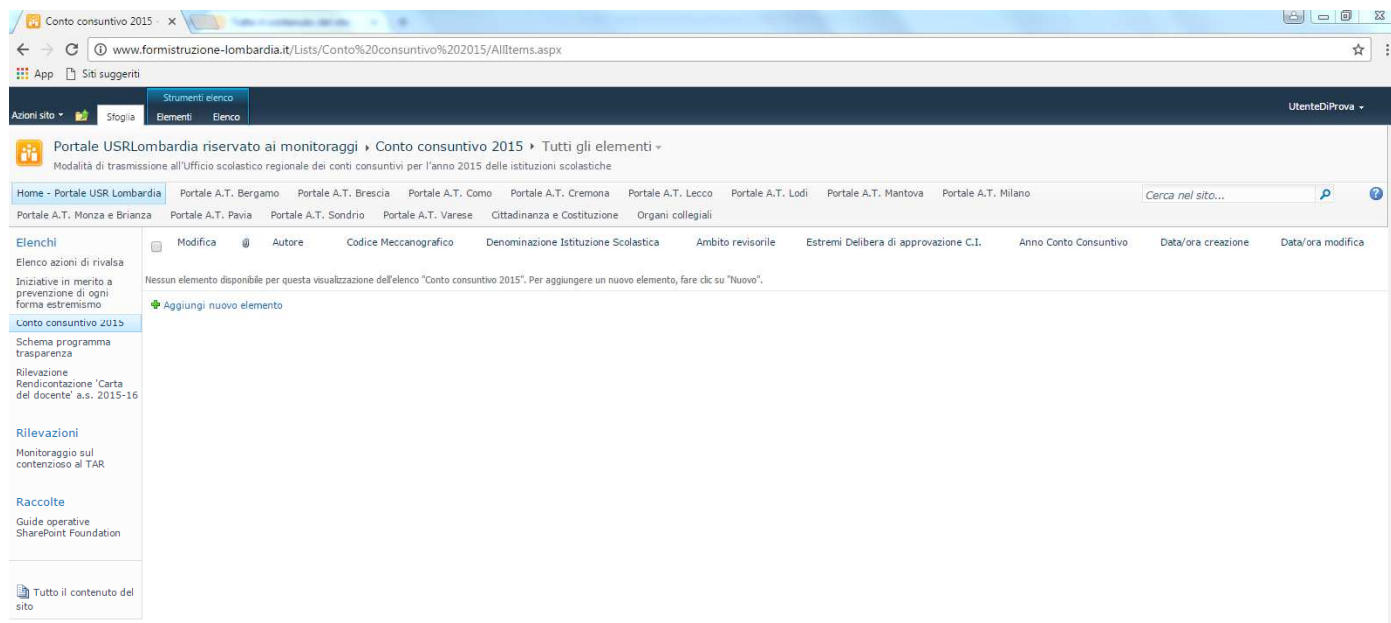 Conto consuntivo 2015 -
www.formistruzione-lombardia.it/Lists/Conto%20consuntivo%202015/AllItems.aspx
App Siti suggeriti
Strumenti elenco
Azioni sito Sfoglia Elementi Elenco UtenteDiProva
Portale USRLombardia riservato ai monitoraggi Conto consuntivo 2015 Tutti gli elementi
Modalità di trasmissione all'Ufficio scolastico regionale dei conti consuntivi per l'anno 2015 delle istituzioni scolastiche
Home - Portale USR Lombardia Portale A.T. Bergamo Portale A.T. Brescia Portale A.T. Como Portale A.T. Cremona Portale A.T. Lecco Portale A.T. Lodi Portale A.T. Mantova Portale A.T. Milano Cerca nel sito...
Portale A.T. Monza e Brianza Portale A.T. Pavia Portale A.T. Sondrio Portale A.T. Varese Cittadinanza e Costituzione Organi collegiali
Elenchi
Elenco azioni di rivalsa
Iniziative in merito a
prevenzione di ogni
forma estremismo
Conto consuntivo 2015
Schema programma
trasparenza
Rilevazione
Rendicontazione 'Carta
del docente' a.s. 2015-16
Rilevazioni
Monitoraggio sul
contenzioso al TAR
Raccolte
Guide operative
SharePoint Foundation
Tutto il contenuto del
sito
Modifica Autore Codice Meccanografico Denominazione Istituzione Scolastica Ambito revisorile Estremi Delibera di approvazione C.I. Anno Conto Consuntivo Data/ora creazione Data/ora modifica
Nessun elemento disponibile per questa visualizzazione dell'elenco "Conto consuntivo 2015". Per aggiungere un nuovo elemento, fare clic su "Nuovo".
Aggiungi nuovo elemento